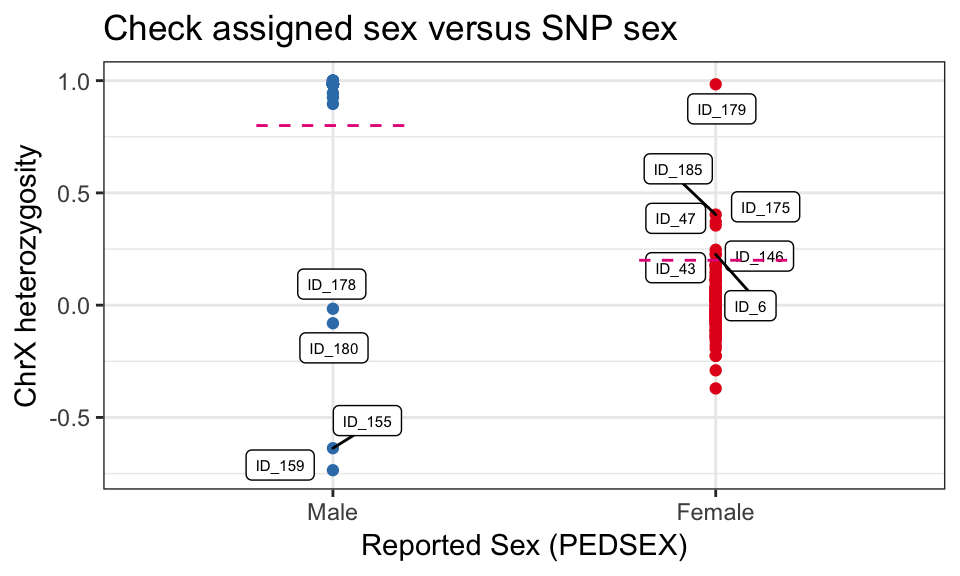 Check assigned sex versus SNP sex
ChrX heterozygosity
1.0
0.5
0.0
-0.5
ID_179
ID_185
ID_175
ID_47
ID_146
ID_43
ID_178
ID_6
ID_180
ID_155
ID_159
Male
Female
Reported Sex (PEDSEX)